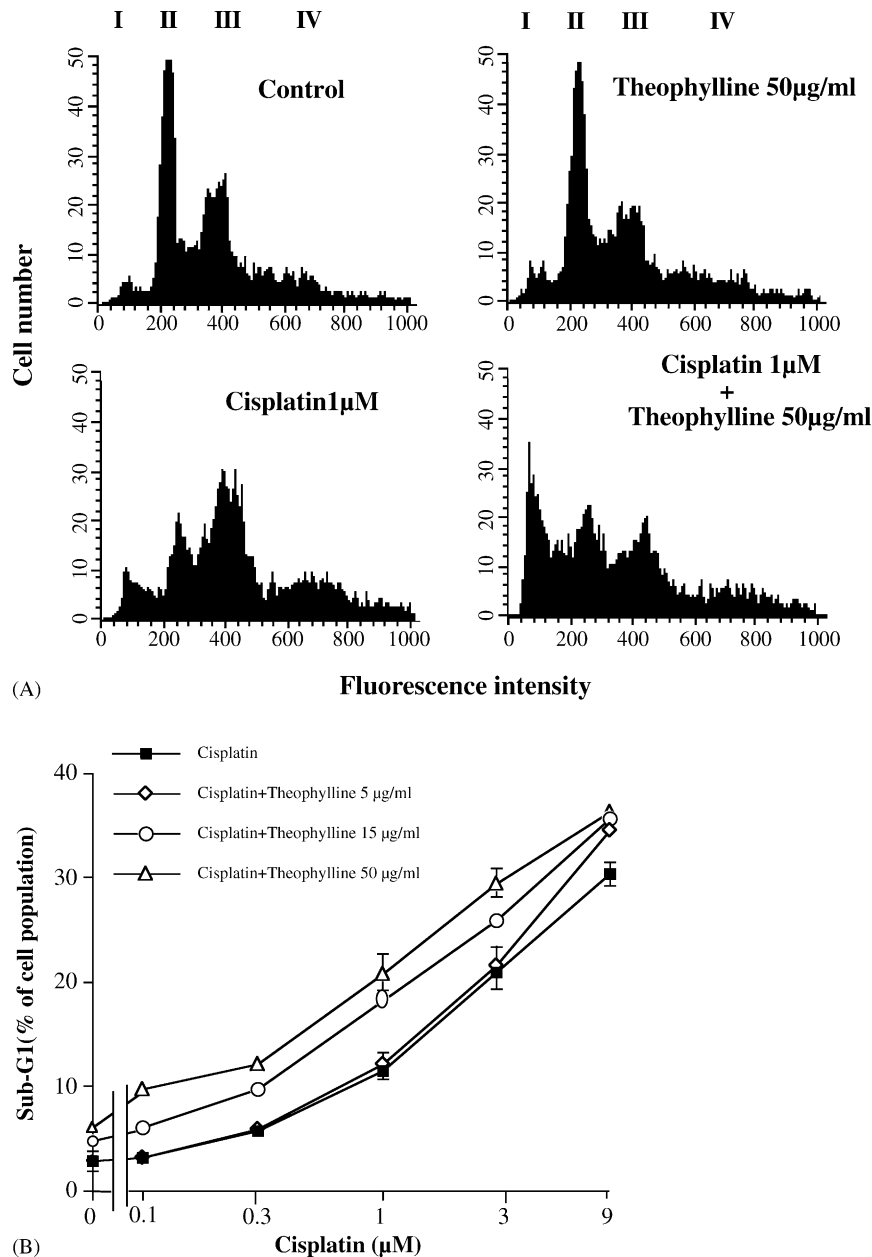 I II III IV
I II III IV
50
40
30
20
10
0
Control
0 200 400 600 800 1000
50
40
30
20
10
0
Theophylline 50µg/ml
0 200 400 600 800 1000
Cell number
50
40
30
20
10
0
Cisplatin1µM
0 200 400 600 800 1000
50
40
30
20
10
0
Cisplatin 1µM
+
Theophylline 50µg/ml
0 200 400 600 800 1000
(A)
Fluorescence intensity
Cisplatin
Cisplatin+Theophylline 5 µg/ml
Cisplatin+Theophylline 15 µg/ml
Cisplatin+Theophylline 50 µg/ml
Sub-G1(% of cell population)
40
30
20
10
0
0 0.1 0.3 1 3 9
Cisplatin (µM)
(B)